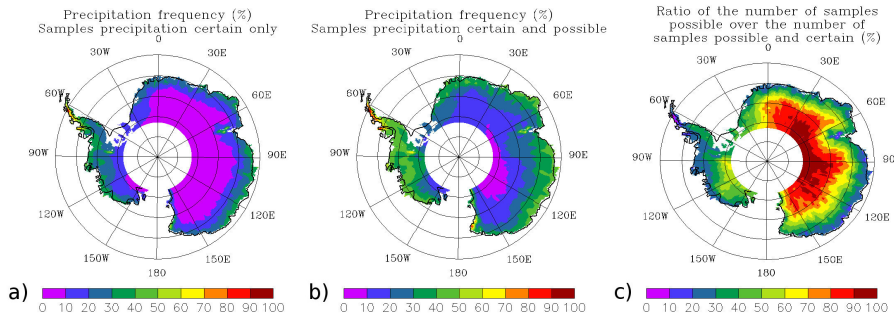 Precipitation frequency (%)
Samples precipitation certain only
0
30W
30E
60W
60E
90W
90E
120W
120E
150W
150E
180
a)
0 10 20 30 40 50 60 70 80 90 100
Precipitation frequency (%)
Samples precipitation certain and possible
0
30W
30E
60W
60E
90W
90E
120W
120E
150W
150E
180
b)
0 10 20 30 40 50 60 70 80 90 100
Ratio of the number of samples
possible over the number of
samples possible and certain (%)
0
30W
30E
60W
60E
90W
90
120W
120E
150W
150E
180
c)
0 10 20 30 40 50 60 70 80 90 100